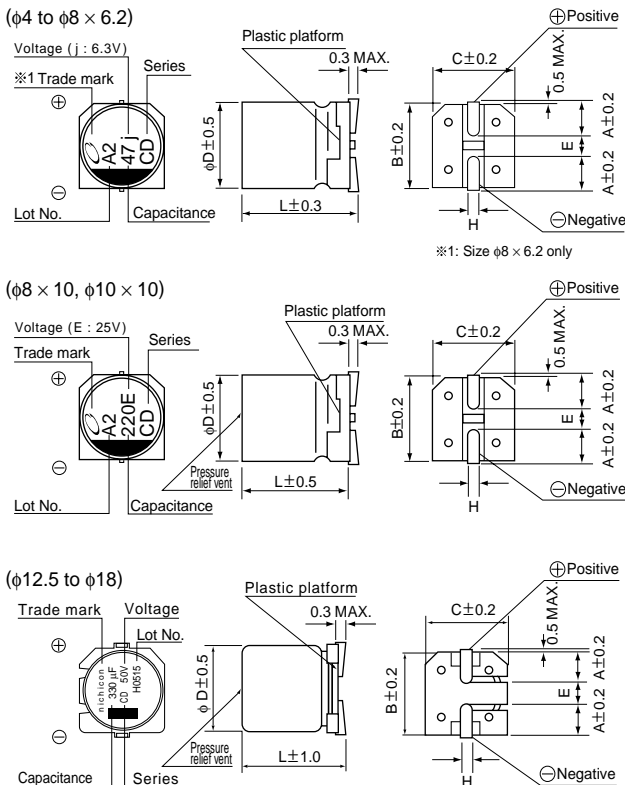 (ϕ4 to ϕ8 × 6.2)
Voltage (j : 6.3V)
※1 Trade mark
Series
⊕
A2
47 j
CD
⊖
Lot No.
Capacitance
Plastic platform
0.3 MAX.
ϕD±0.5
L±0.3
⊕Positive
C±0.2
0.5 MAX.
B±0.2
A±0.2
E
A±0.2
H
⊖Negative
※1: Size ϕ8 × 6.2 only
(ϕ8 × 10, ϕ10 × 10)
Voltage (E : 25V)
Trade mark
Series
⊕
A2
220E
CD
⊖
Lot No.
Capacitance
Plastic platform
0.3 MAX.
ϕD±0.5
Pressure
relief vent
L±0.5
⊕Positive
C±0.2
0.5 MAX.
B±0.2
A±0.2
E
A±0.2
H
⊖Negative
(ϕ12.5 to ϕ18)
Trade mark
Voltage
Lot No.
⊕
nichicon
330 µF
CD 50V
H0515
⊖
Capacitance
Series
Plastic platform
0.3 MAX.
ϕD±0.5
Pressure
relief vent
L±1.0
⊕Positive
C±0.2
0.5 MAX.
B±0.2
A±0.2
E
A±0.2
H
⊖Negative